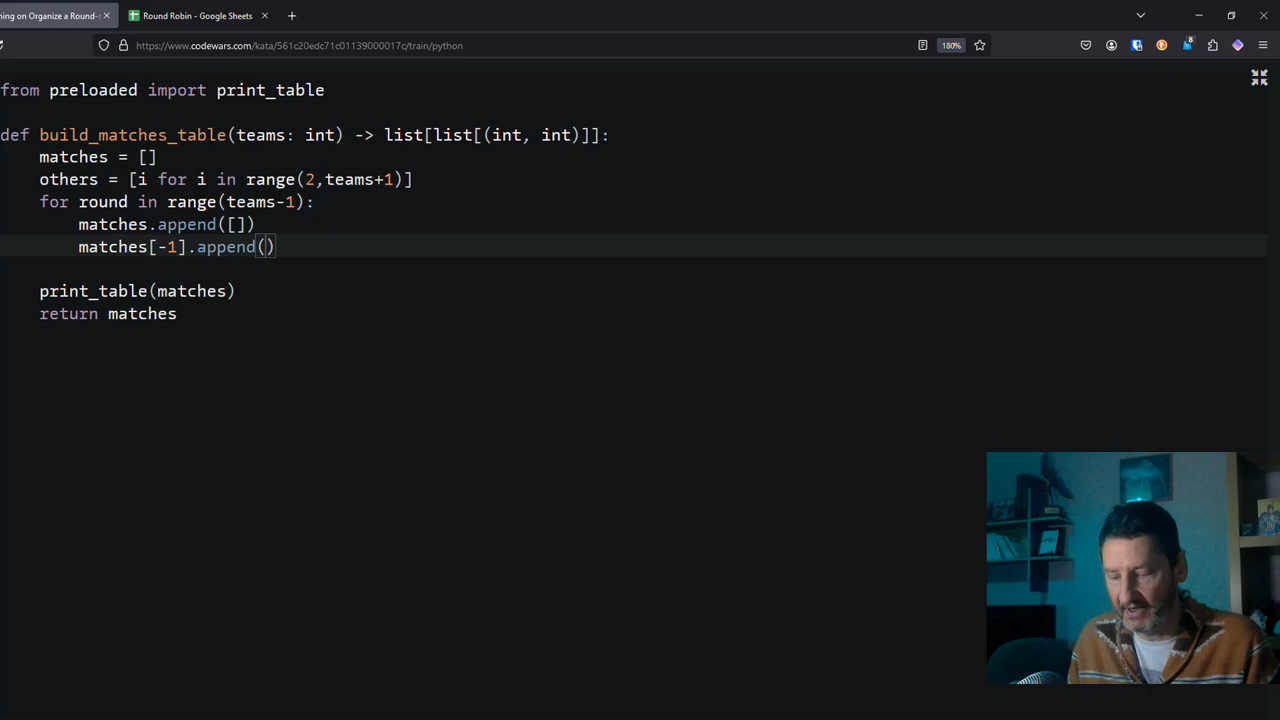 ning on Organize a Round-r
Round Robin - Google Sheets
8
https://www.codewars.com/kata/561c20edc71c01139000017c/train/python
180%
from preloaded import print_table
def build_matches_table(teams: int) -> list[list[(int, int)]]:
matches = []
others = [i for i in range(2,teams+1)]
for round in range(teams-1):
matches.append([])
matches[-1].append()
print_table(matches)
return matches